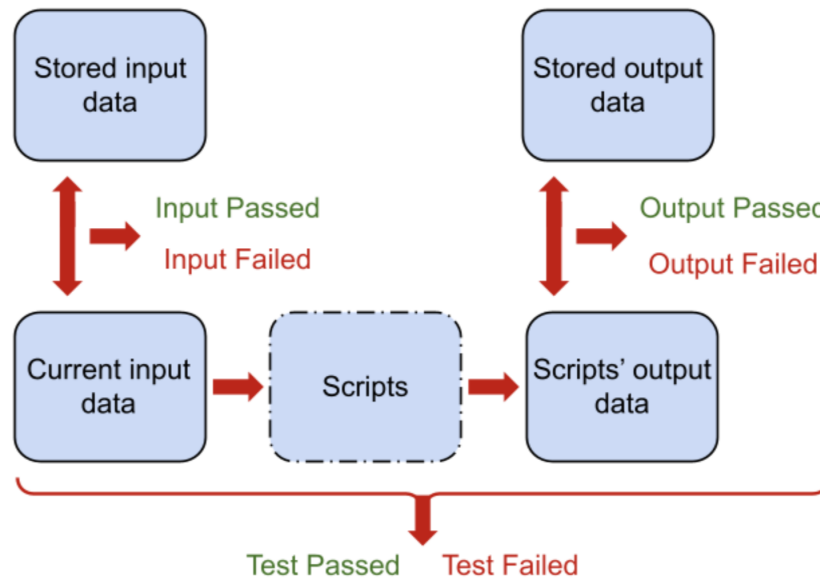 Stored input
data
Stored output
data
Input Passed
Input Failed
Output Passed
Output Failed
Current input
data
Scripts
Scripts’ output
data
Test Passed
Test Failed